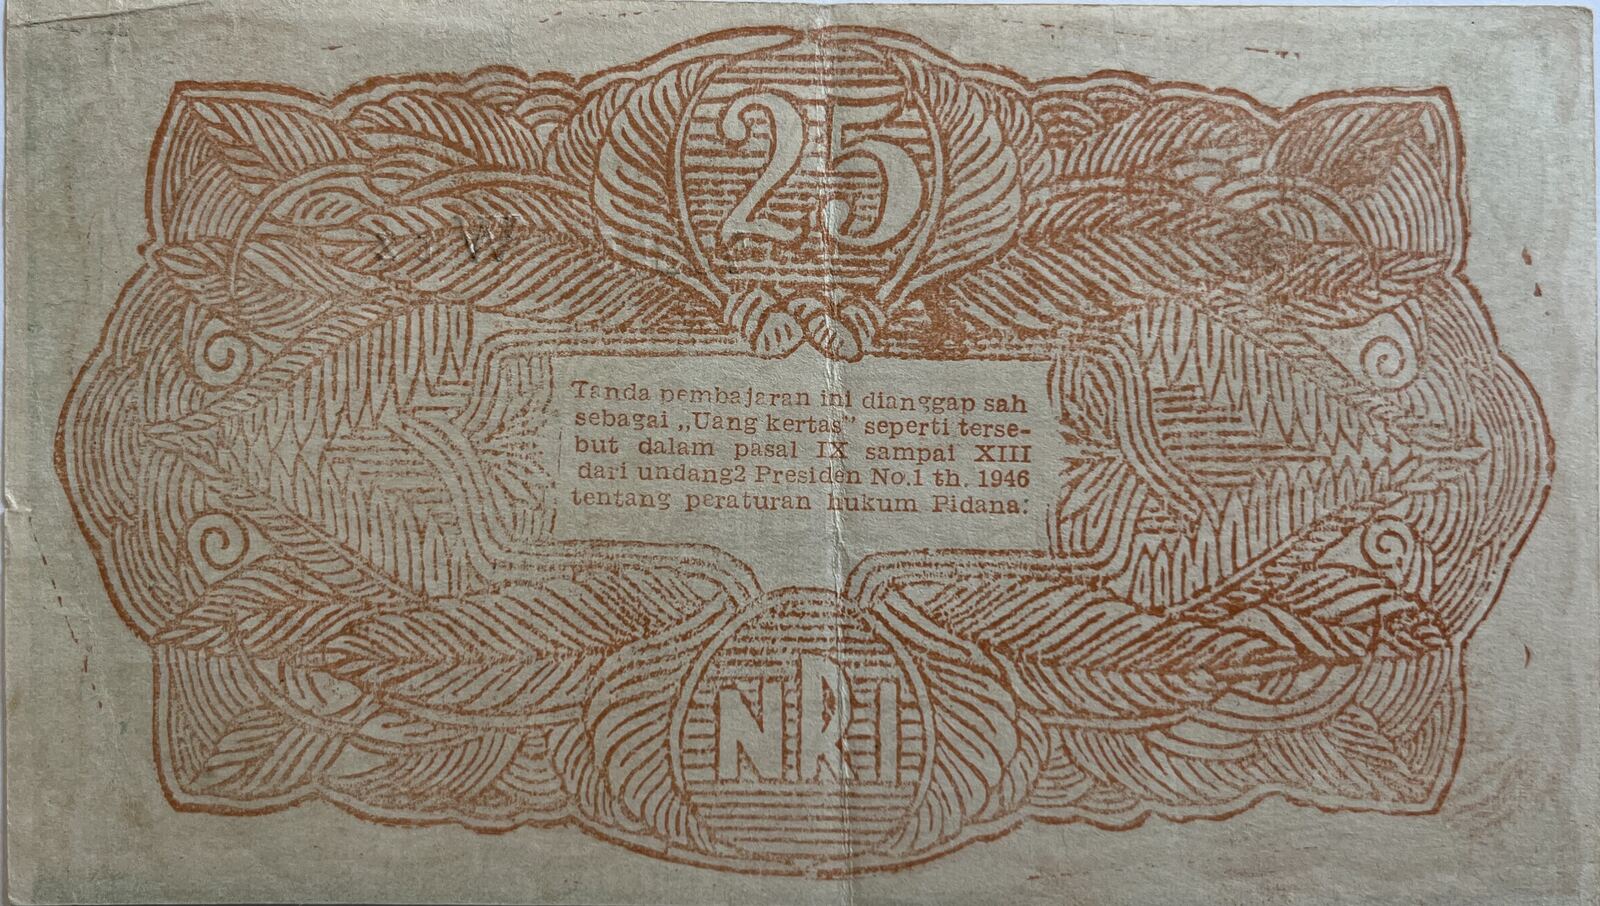 25
Tanda pembajaran ini dianggap sah
sebagai „Uang kertas" seperti terse-
but dalam pasal IX sampai XIII
dari undang2 Presiden No.1 th. 1946
tentang peraturan hukum Pidana:
NRI